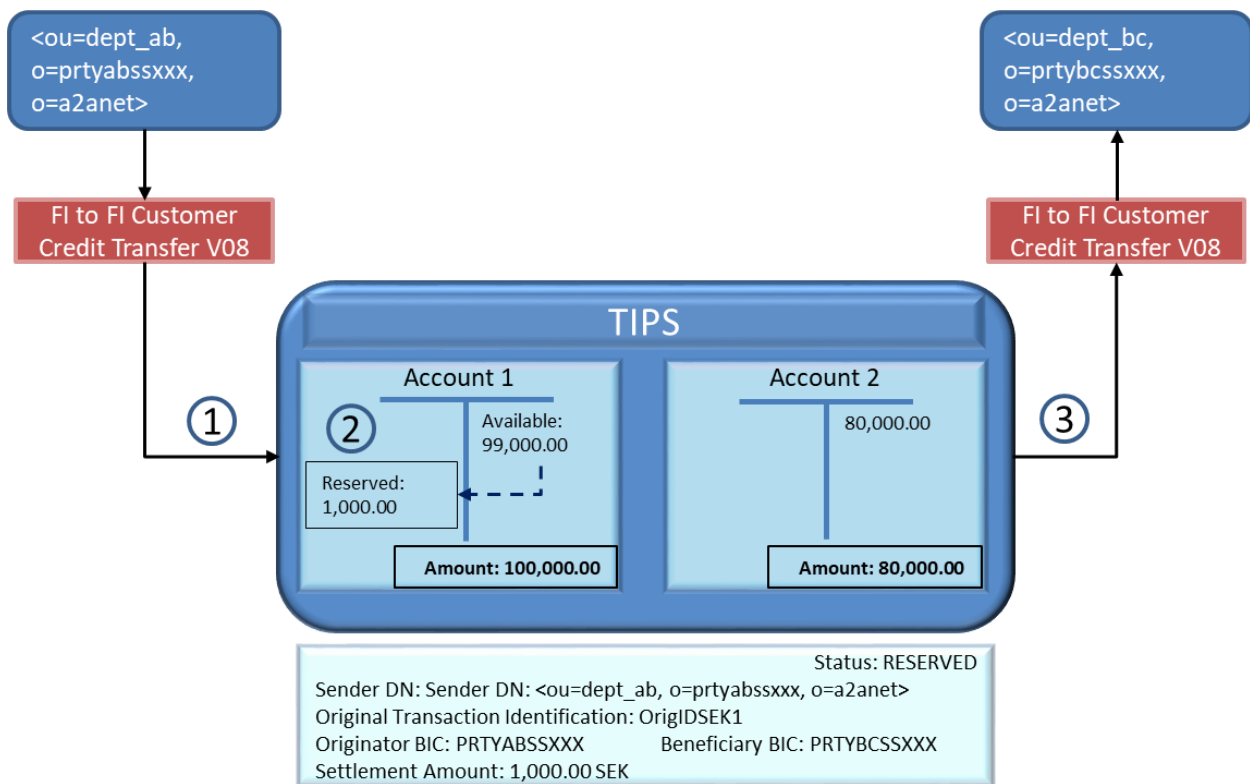 <ou=dept_ab,
o=prtyabssxxx,
o=a2anet>
<ou=dept_bc,
o=prtybcssxxx,
o=a2anet>
FI to FI Customer
Credit Transfer V08
FI to FI Customer
Credit Transfer V08
TIPS
Account 1
Account 2
1
2
Available:
99,000.00
80,000.00
3
Reserved:
1,000.00
Amount: 100,000.00
Amount: 80,000.00
Status: RESERVED
Sender DN: Sender DN: <ou=dept_ab, o=prtyabssxxx, o=a2anet>
Original Transaction Identification: OrigIDSEK1
Originator BIC: PRTYABSSXXX Beneficiary BIC: PRTYBCSSXXX
Settlement Amount: 1,000.00 SEK